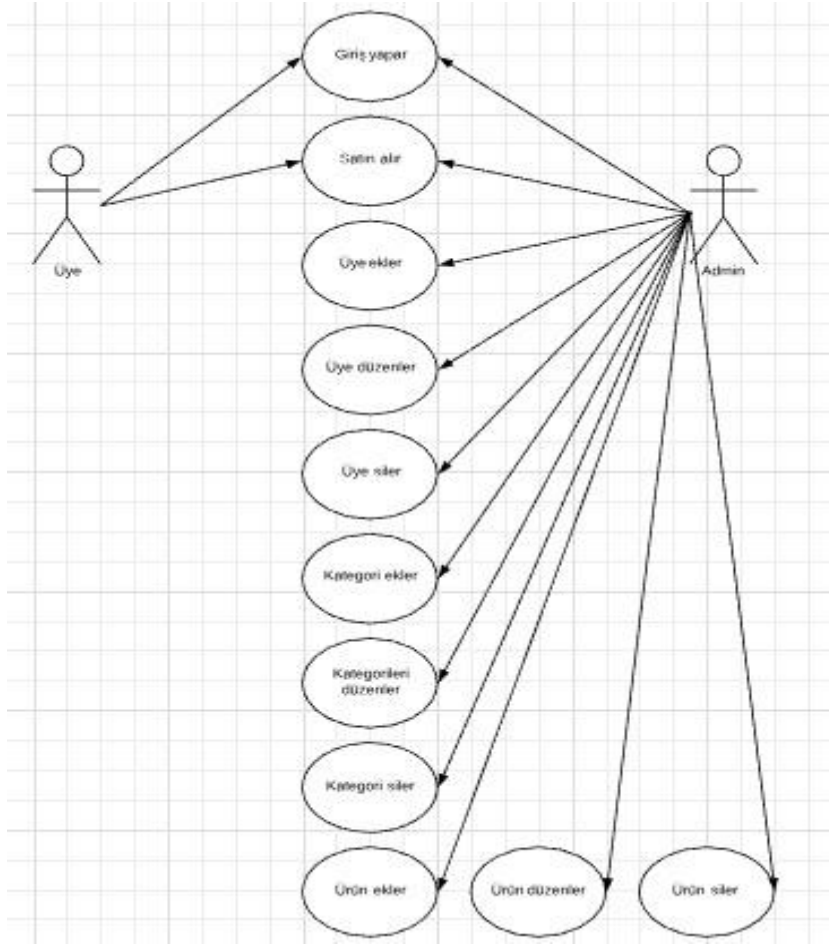 Giriş yapar
Satın alır
Üye
Admin
Üye ekler
Üye düzenler
Üye siler
Kategori ekler
Kategorileri
düzenler
Kategori siler
Ürün ekler
Ürün düzenler
Ürün siler